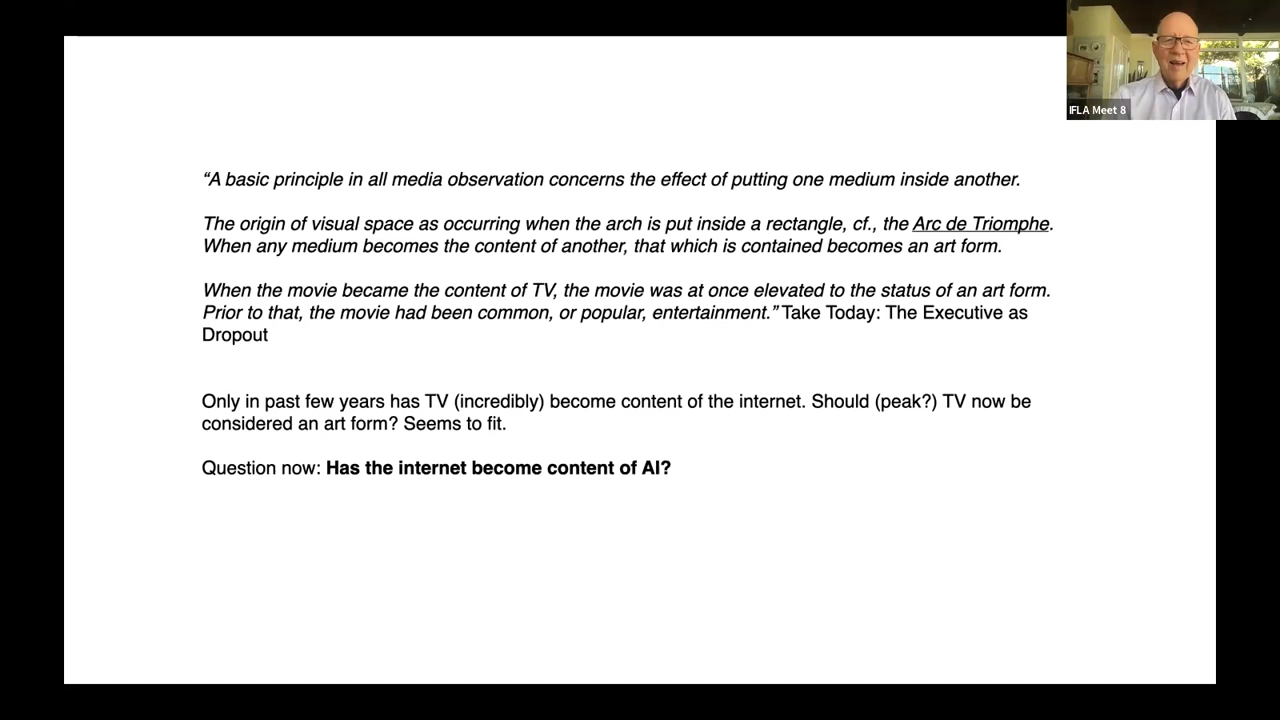 “A basic principle in all media observation concerns the effect of putting one medium inside another.
The origin of visual space as occurring when the arch is put inside a rectangle, cf., the Arc de Triomphe.
When any medium becomes the content of another, that which is contained becomes an art form.
When the movie became the content of TV, the movie was at once elevated to the status of an art form.
Prior to that, the movie had been common, or popular, entertainment.” Take Today: The Executive as
Dropout
Only in past few years has TV (incredibly) become content of the internet. Should (peak?) TV now be
considered an art form? Seems to fit.
Question now: Has the internet become content of AI?
IFLA Meet 8